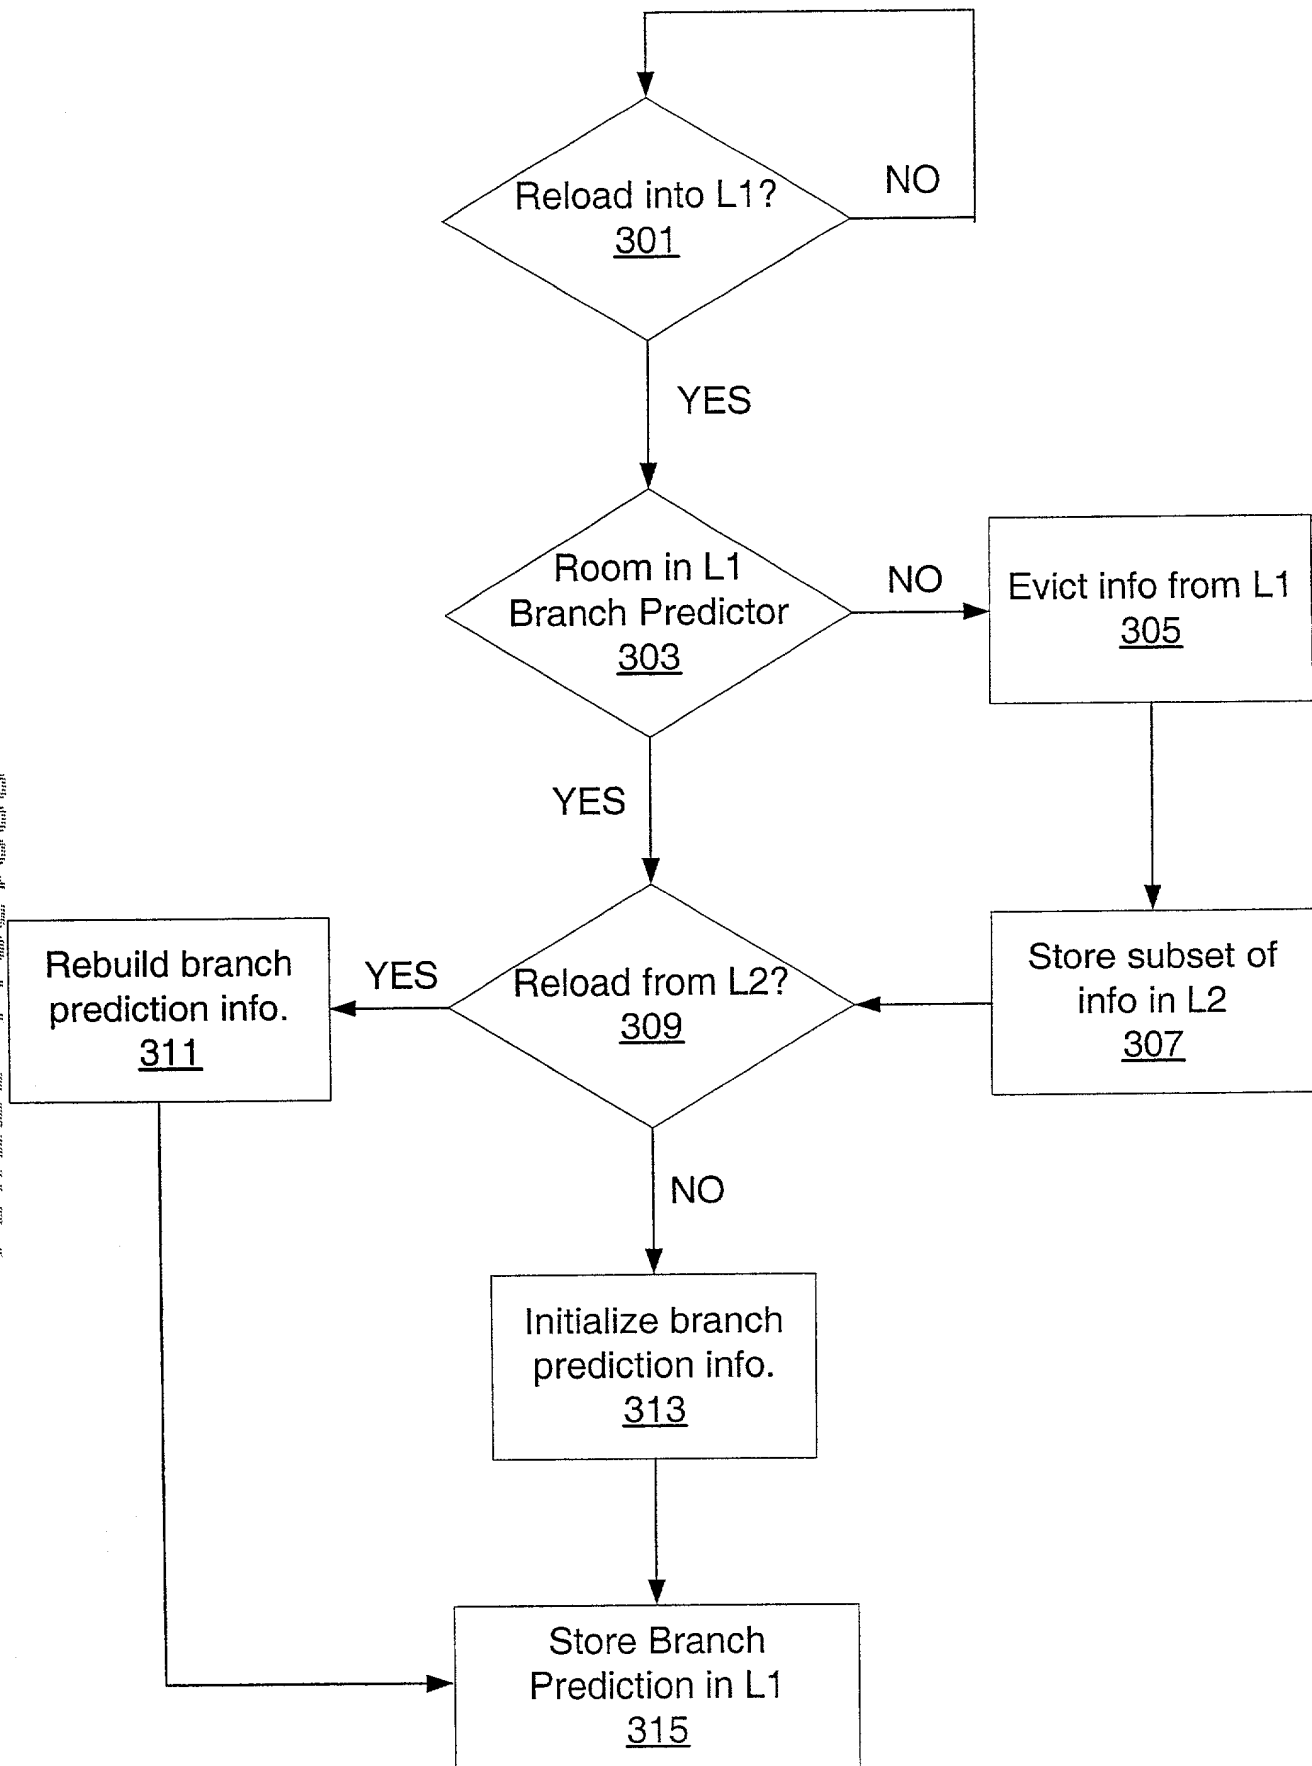 NO
Reload into L1?
301
YES
Room in L1
Branch Predictor
303
NO
Evict info from L1
305
YES
Rebuild branch
prediction info.
311
YES
Reload from L2?
309
Store subset of
info in L2
307
NO
Initialize branch
prediction info.
313
Store Branch
Prediction in L1
315